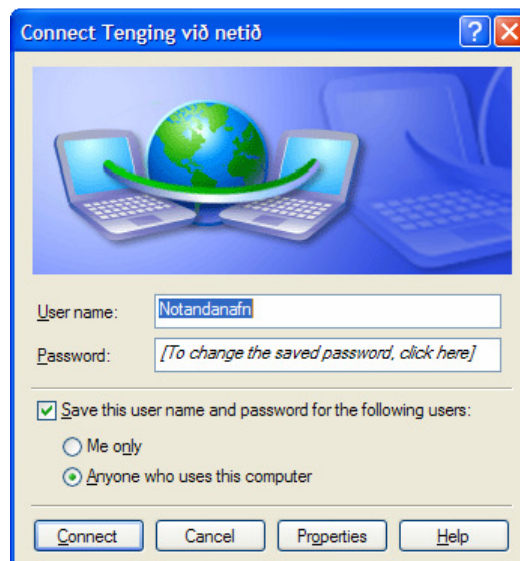 Connect Tenging við netið
User name: Notandanafn
Password: [To change the saved password, click here]
Save this user name and password for the following users:
Me only
Anyone who uses this computer
Connect Cancel Properties Help